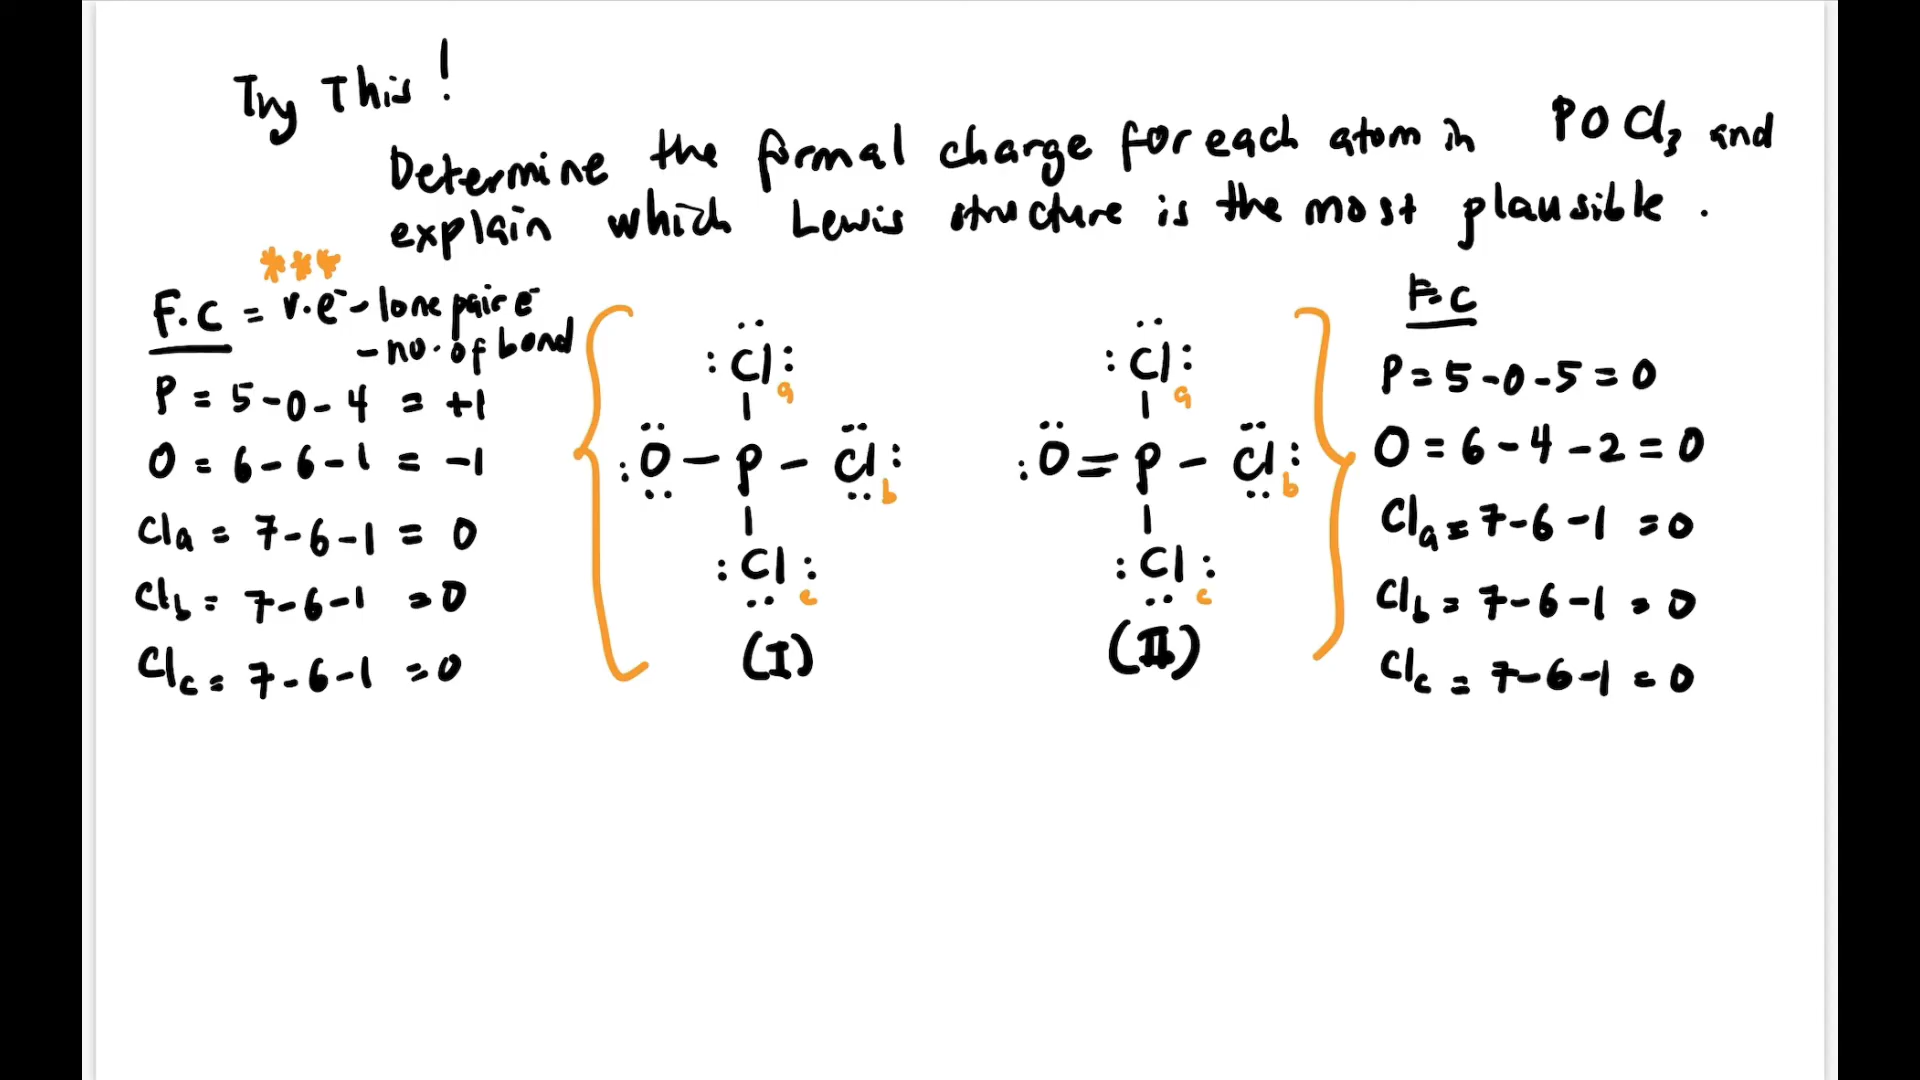 Try This!
Determine the formal charge for each atom in POCl₃ and
explain which Lewis structure is the most plausible.
***
F.C = v.e⁻ - lone pair e⁻
- no. of bond
P = 5 - 0 - 4 = +1
O = 6 - 6 - 1 = -1
Cla = 7 - 6 - 1 = 0
Clb = 7 - 6 - 1 = 0
Clc = 7 - 6 - 1 = 0
Cl a
O - P - Cl b
Cl c
(I)
Cl a
O = P - Cl b
Cl c
(II)
F.C
P = 5 - 0 - 5 = 0
O = 6 - 4 - 2 = 0
Cla = 7 - 6 - 1 = 0
Clb = 7 - 6 - 1 = 0
Clc = 7 - 6 - 1 = 0